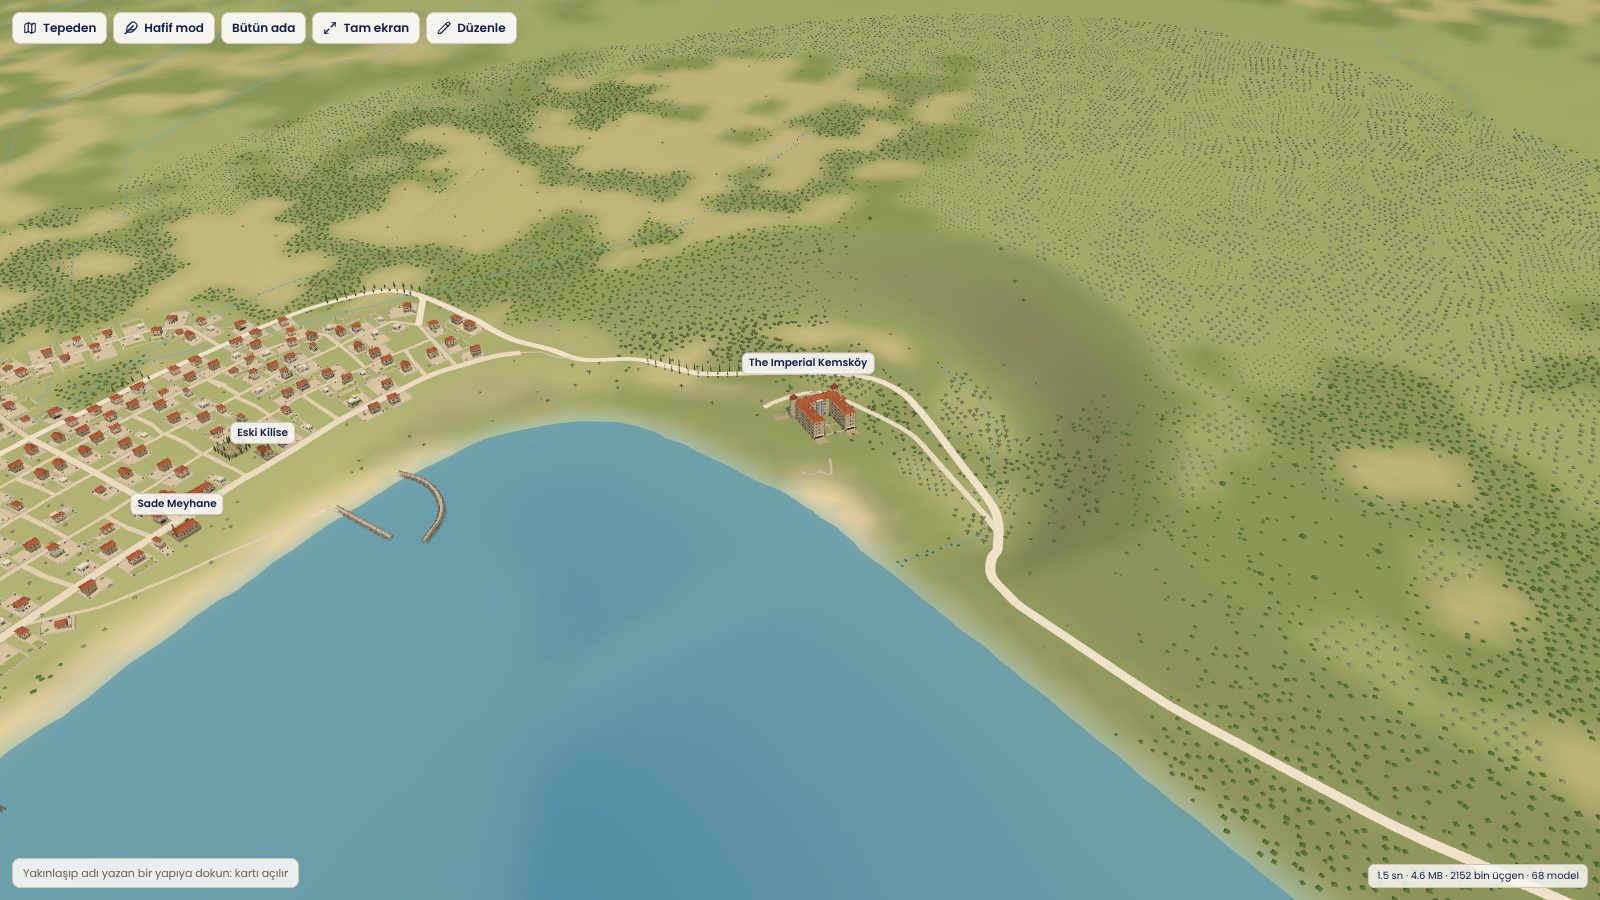 Tepeden
Hafif mod
Bütün ada
Tam ekran
Düzenle
The Imperial Kemsköy
Eski Kilise
Sade Meyhane
Yakınlaşıp adı yazan bir yapıya dokun: kartı açılır
1.5 sn · 4.6 MB · 2152 bin üçgen · 68 model